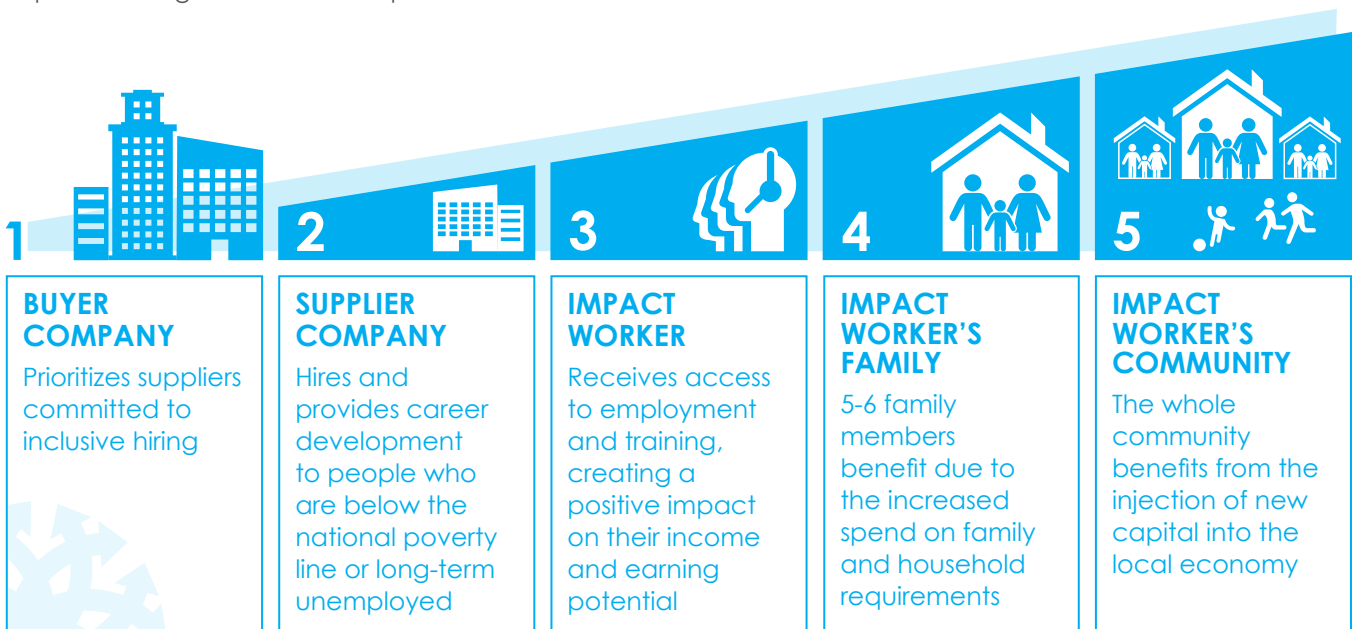 1
2
3
4
5
BUYER
COMPANY
Prioritizes suppliers
committed to
inclusive hiring
SUPPLIER
COMPANY
Hires and
provides career
development
to people who
are below the
national poverty
line or long-term
unemployed
IMPACT
WORKER
Receives access
to employment
and training,
creating a
positive impact
on their income
and earning
potential
IMPACT
WORKER’S
FAMILY
5-6 family
members
benefit due to
the increased
spend on family
and household
requirements
IMPACT
WORKER’S
COMMUNITY
The whole
community
benefits from the
injection of new
capital into the
local economy